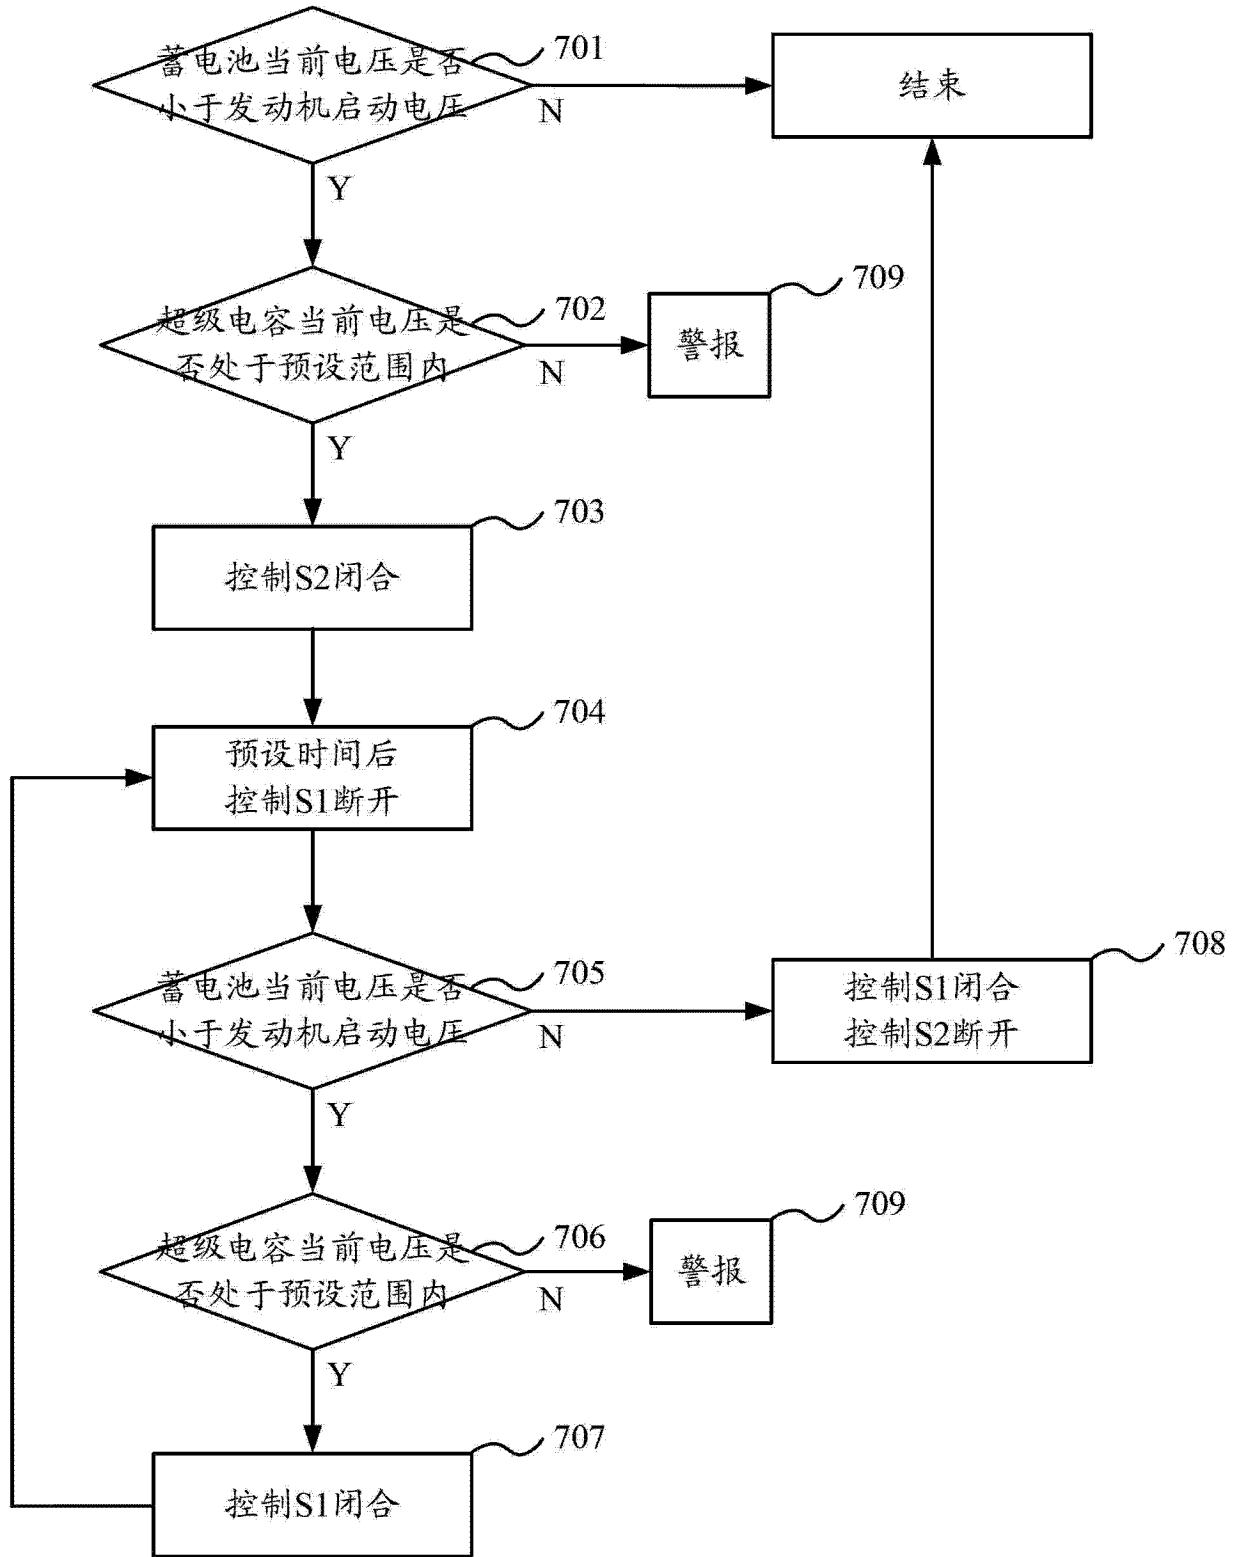 701
蓄电池当前电压是否
小于发动机启动电压
N
结束
Y
709
702
超级电容当前电压是
否处于预设范围内
N
警报
Y
703
控制S2闭合
704
预设时间后
控制S1断开
705
蓄电池当前电压是否
小于发动机启动电压
N
708
控制S1闭合
控制S2断开
Y
709
706
超级电容当前电压是
否处于预设范围内
N
警报
Y
707
控制S1闭合